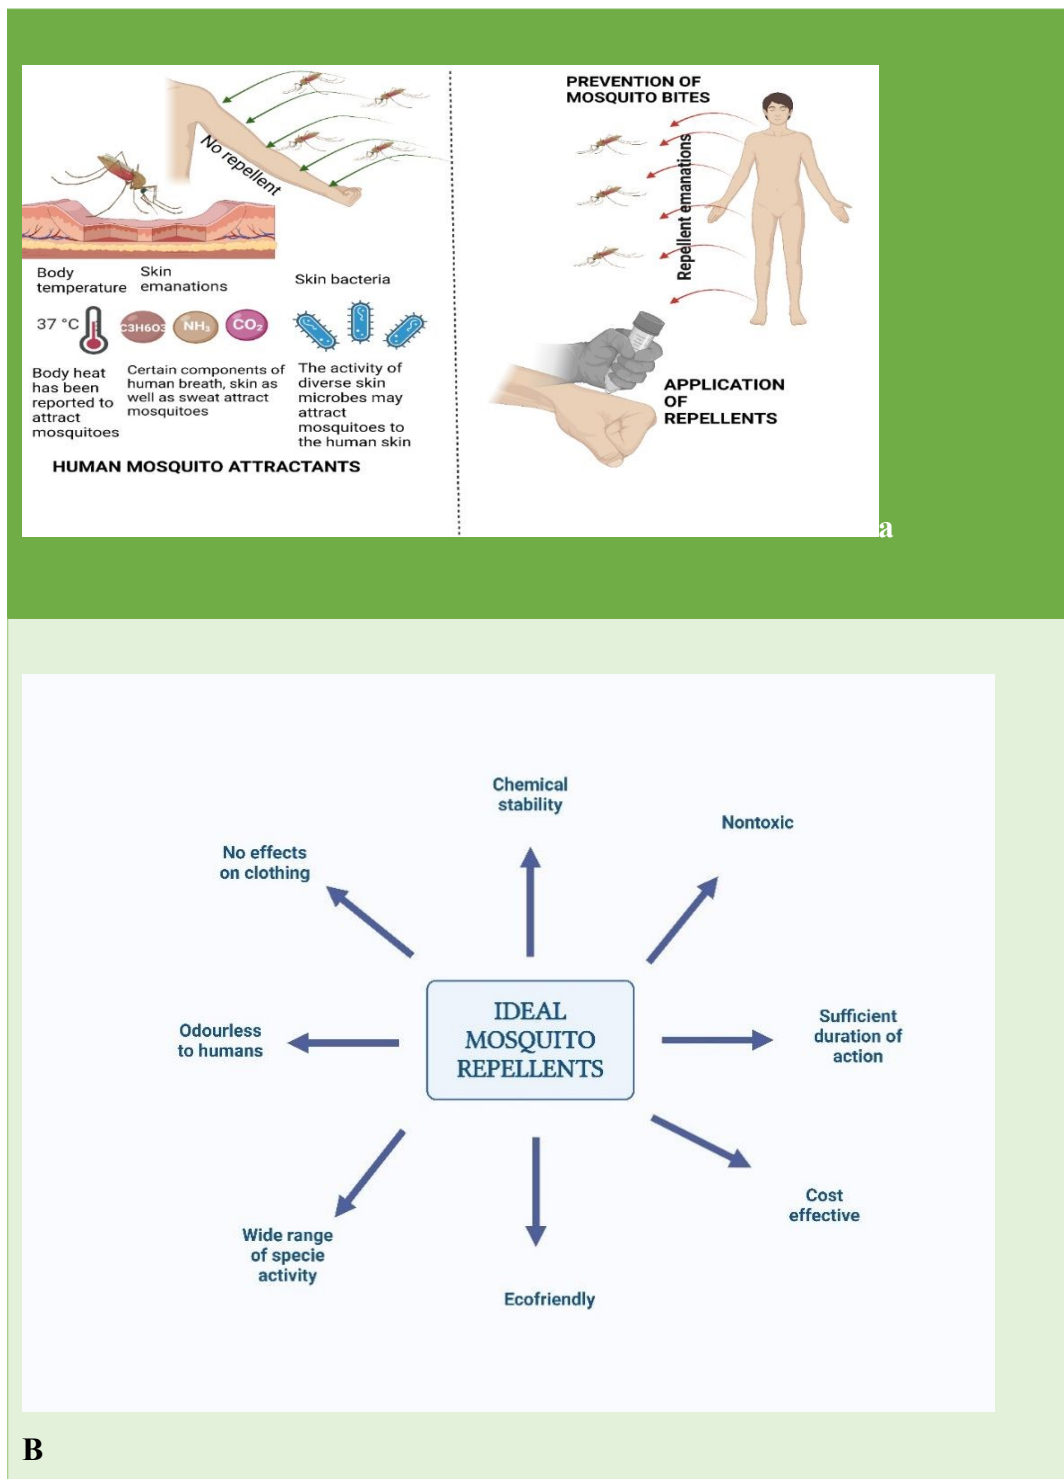 No repellent
Body
temperature
Skin
emanations
Skin bacteria
37 °C
C3H6O3
NH₃
CO₂
Body heat
has been
reported to
attract
mosquitoes
Certain components of
human breath, skin as
well as sweat attract
mosquitoes
The activity of
diverse skin
microbes may
attract
mosquitoes to
the human skin
HUMAN MOSQUITO ATTRACTANTS
PREVENTION OF
MOSQUITO BITES
Repellent emanations
APPLICATION
OF
REPELLENTS
a
Chemical
stability
Nontoxic
No effects
on clothing
IDEAL
MOSQUITO
REPELLENTS
Odourless
to humans
Sufficient
duration of
action
Cost
effective
Wide range
of specie
activity
Ecofriendly
B